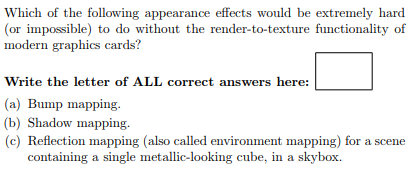 Which of the following appearance effects would be extremely hard
(or impossible) to do without the render-to-texture functionality of
modern graphics cards?
Write the letter of ALL correct answers here:
(a) Bump mapping.
(b) Shadow mapping.
(c) Reflection mapping (also called environment mapping) for a scene
containing a single metallic-looking cube, in a skybox.